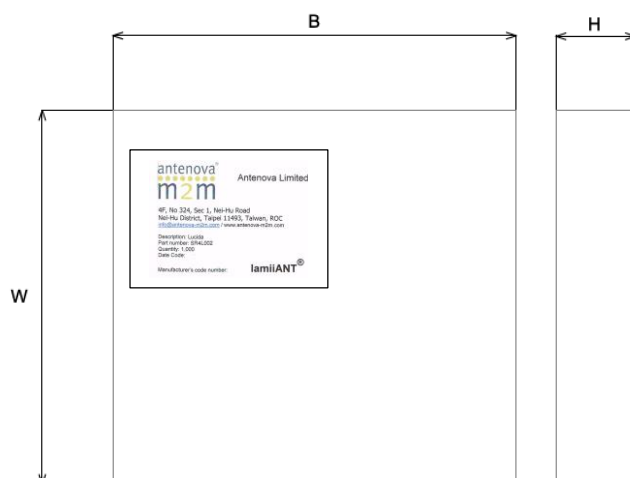 B
H
W
antenova®
m2m
Antenova Limited
4F, No 324, Sec 1, Nei-Hu Road
Nei-Hu District, Taipei 11493, Taiwan, ROC
info@antenova-m2m.com / www.antenova-m2m.com
Description: Lucida
Part number: SR4L002
Quantity: 1,000
Date Code:
Manufacturer's code number:
lamiiANT®